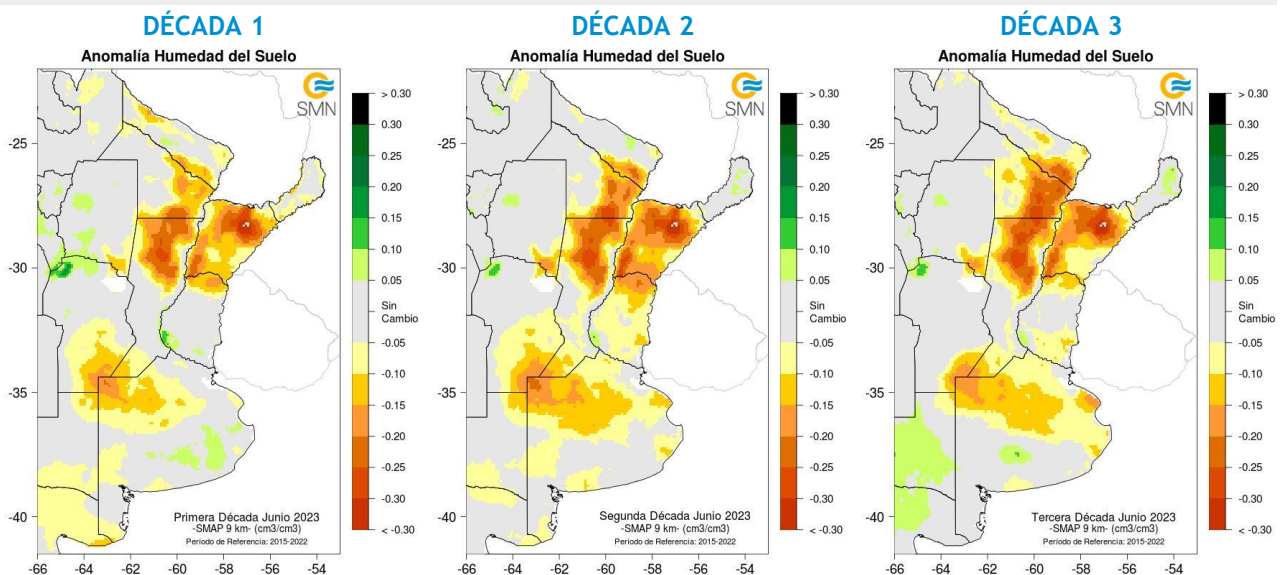 DÉCADA 1
Anomalía Humedad del Suelo
SMN
> 0.30
0.30
0.25
0.20
0.15
0.10
0.05
Sin
Cambio
-0.05
-0.10
-0.15
-0.20
-0.25
-0.30
< -0.30
-25
-30
-35
-40
Primera Década Junio 2023
-SMAP 9 km- (cm3/cm3)
Período de Referencia: 2015-2022
-66 -64 -62 -60 -58 -56 -54
DÉCADA 2
Anomalía Humedad del Suelo
SMN
> 0.30
0.30
0.25
0.20
0.15
0.10
0.05
Sin
Cambio
-0.05
-0.10
-0.15
-0.20
-0.25
-0.30
< -0.30
-25
-30
-35
-40
Segunda Década Junio 2023
-SMAP 9 km- (cm3/cm3)
Período de Referencia: 2015-2022
-66 -64 -62 -60 -58 -56 -54
DÉCADA 3
Anomalía Humedad del Suelo
SMN
> 0.30
0.30
0.25
0.20
0.15
0.10
0.05
Sin
Cambio
-0.05
-0.10
-0.15
-0.20
-0.25
-0.30
< -0.30
-25
-30
-35
-40
Tercera Década Junio 2023
-SMAP 9 km- (cm3/cm3)
Período de Referencia: 2015-2022
-66 -64 -62 -60 -58 -56 -54